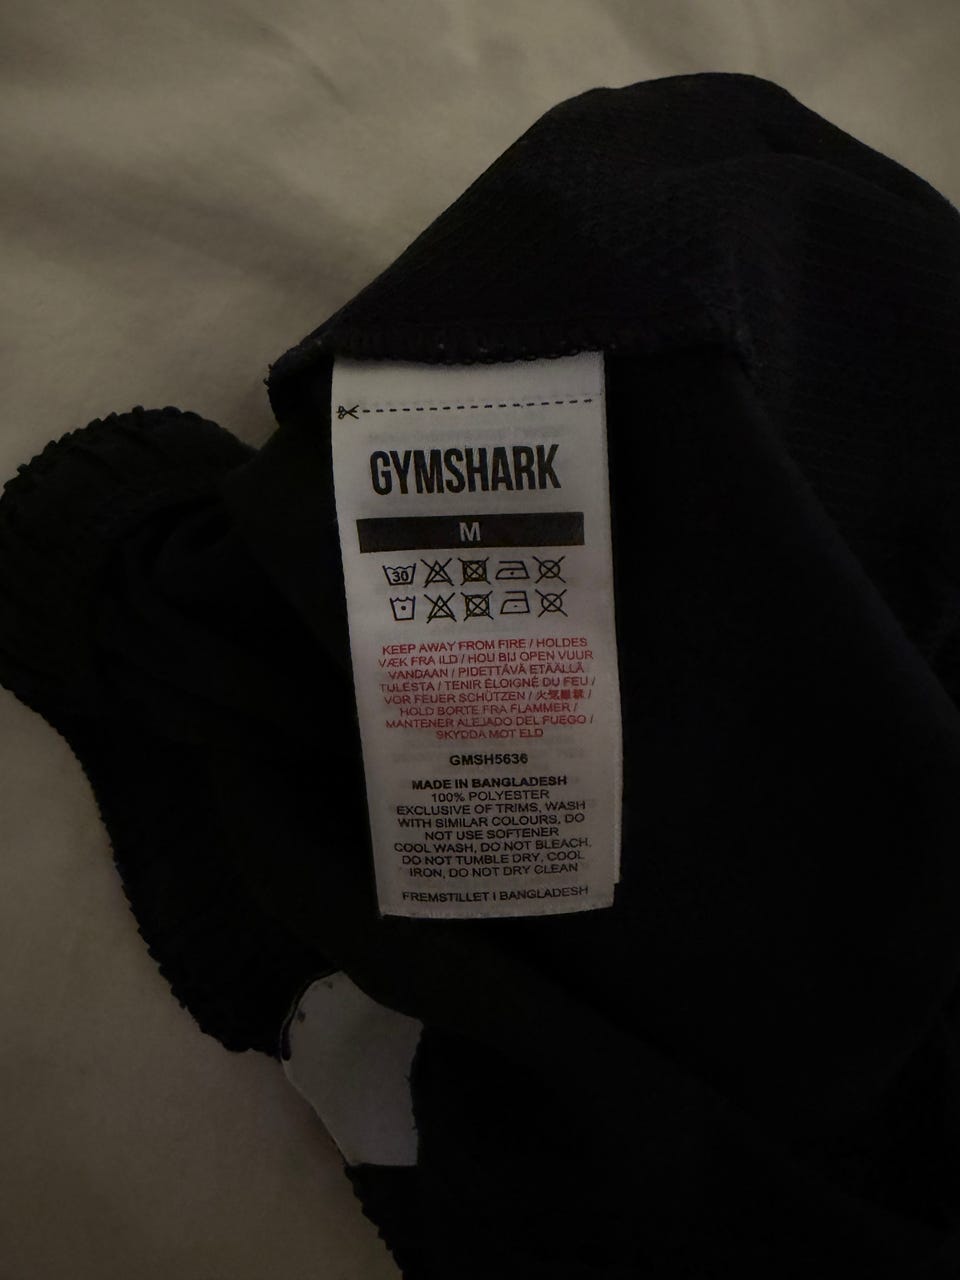 GYMSHARK
M
30
KEEP AWAY FROM FIRE / HOLDES
VÆK FRA ILD / HOU BIJ OPEN VUUR
VANDAAN / PIDETTÄVÄ ETÄÄLLÄ
TULESTA / TENIR ÉLOIGNÉ DU FEU /
VOR FEUER SCHÜTZEN / 火気厳禁 /
HOLD BORTE FRA FLAMMER /
MANTENER ALEJADO DEL FUEGO /
SKYDDA MOT ELD
GMSH5636
MADE IN BANGLADESH
100% POLYESTER
EXCLUSIVE OF TRIMS, WASH
WITH SIMILAR COLOURS, DO
NOT USE SOFTENER
COOL WASH, DO NOT BLEACH,
DO NOT TUMBLE DRY, COOL
IRON, DO NOT DRY CLEAN
FREMSTILLET I BANGLADESH